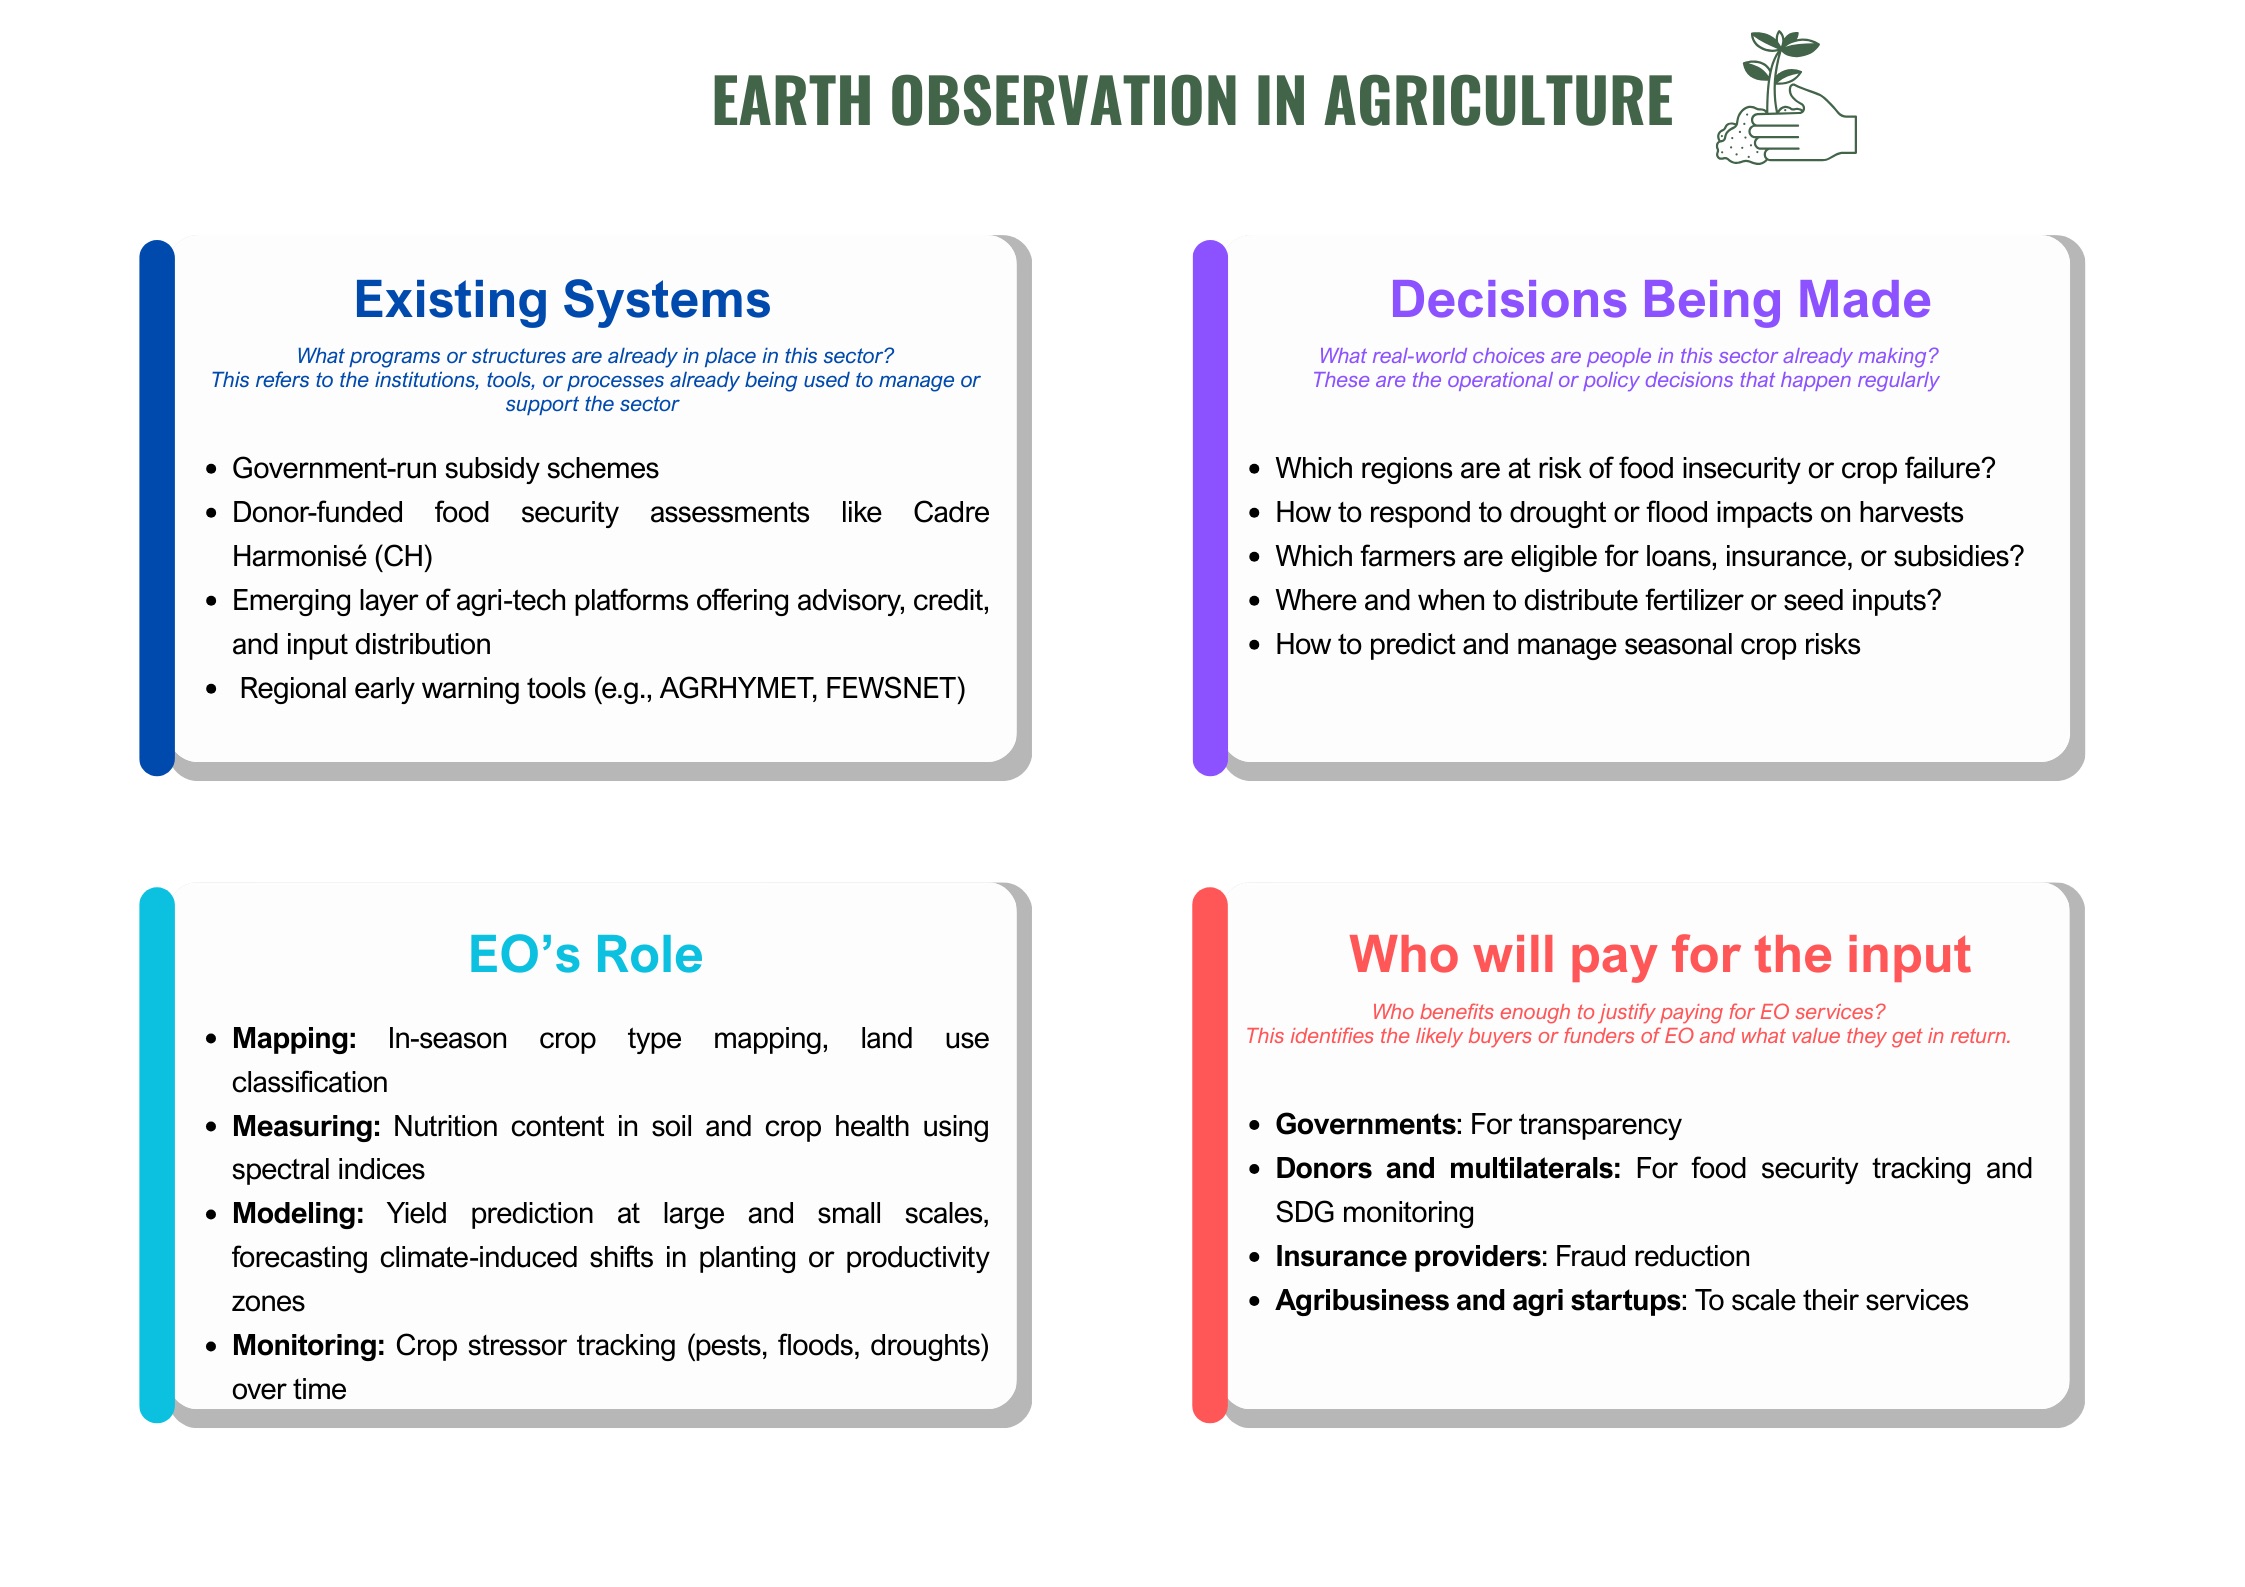 EARTH OBSERVATION IN AGRICULTURE
Existing Systems
What programs or structures are already in place in this sector?
This refers to the institutions, tools, or processes already being used to manage or
support the sector
• Government-run subsidy schemes
• Donor-funded food security assessments like Cadre
Harmonisé (CH)
• Emerging layer of agri-tech platforms offering advisory, credit,
and input distribution
• Regional early warning tools (e.g., AGRHYMET, FEWSNET)
Decisions Being Made
What real-world choices are people in this sector already making?
These are the operational or policy decisions that happen regularly
• Which regions are at risk of food insecurity or crop failure?
• How to respond to drought or flood impacts on harvests
• Which farmers are eligible for loans, insurance, or subsidies?
• Where and when to distribute fertilizer or seed inputs?
• How to predict and manage seasonal crop risks
EO’s Role
• Mapping: In-season crop type mapping, land use
classification
• Measuring: Nutrition content in soil and crop health using
spectral indices
• Modeling: Yield prediction at large and small scales,
forecasting climate-induced shifts in planting or productivity
zones
• Monitoring: Crop stressor tracking (pests, floods, droughts)
over time
Who will pay for the input
Who benefits enough to justify paying for EO services?
This identifies the likely buyers or funders of EO and what value they get in return.
• Governments: For transparency
• Donors and multilaterals: For food security tracking and
SDG monitoring
• Insurance providers: Fraud reduction
• Agribusiness and agri startups: To scale their services